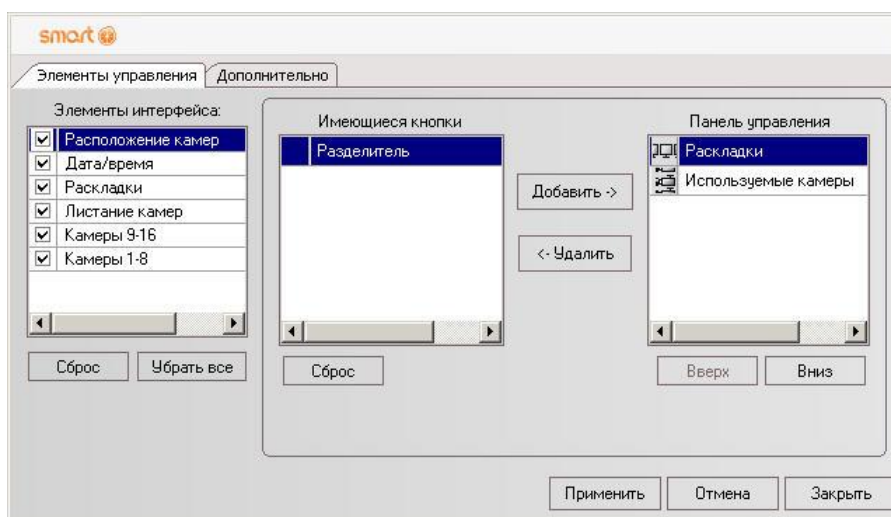 smart
Элементы управления
Дополнительно
Элементы интерфейса:
Расположение камер
Дата/время
Раскладки
Листание камер
Камеры 9-16
Камеры 1-8
Сброс
Убрать все
Имеющиеся кнопки
Разделитель
Сброс
Добавить ->
<- Удалить
Панель управления
Раскладки
Используемые камеры
Вверх
Вниз
Применить
Отмена
Закрыть